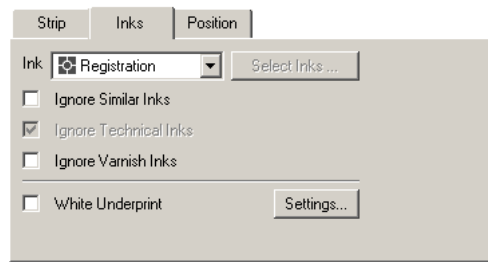 Strip Inks Position
Ink Registration Select Inks ...
Ignore Similar Inks
Ignore Technical Inks
Ignore Varnish Inks
White Underprint Settings...